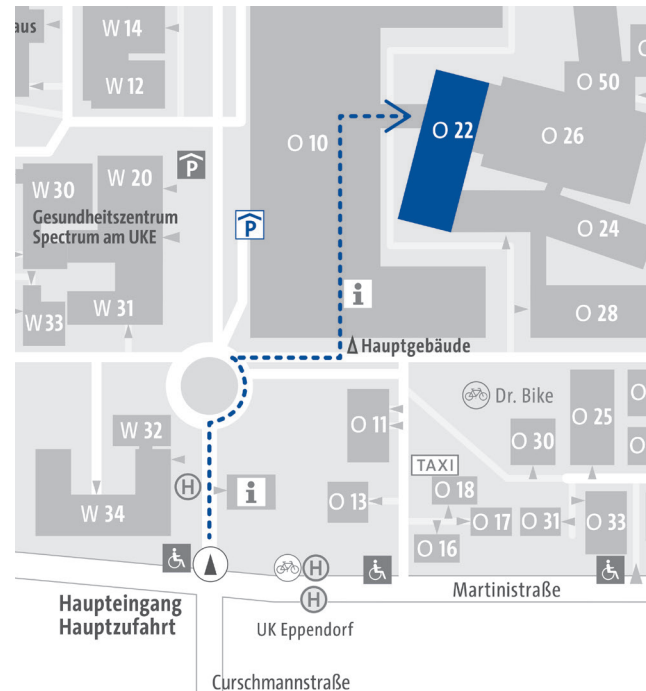 aus
W 14
W 12
O 50
O 22
O 26
O 10
W 20
P
W 30
Gesundheitszentrum
Spectrum am UKE
P
O 24
W 31
W 33
i
O 28
Hauptgebäude
Dr. Bike
O 25
O
O 11
W 32
O 30
O
TAXI
H
i
O 18
O 13
W 34
O 17
O 31
O 33
O 16
H
Haupteingang
Hauptzufahrt
H
Martinistraße
UK Eppendorf
Curschmannstraße